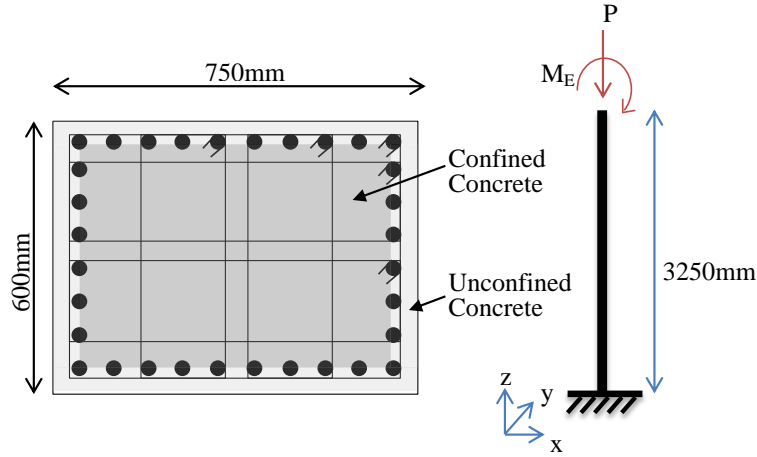 750mm
600mm
Confined
Concrete
Unconfined
Concrete
P
M_E
3250mm
z
y
x